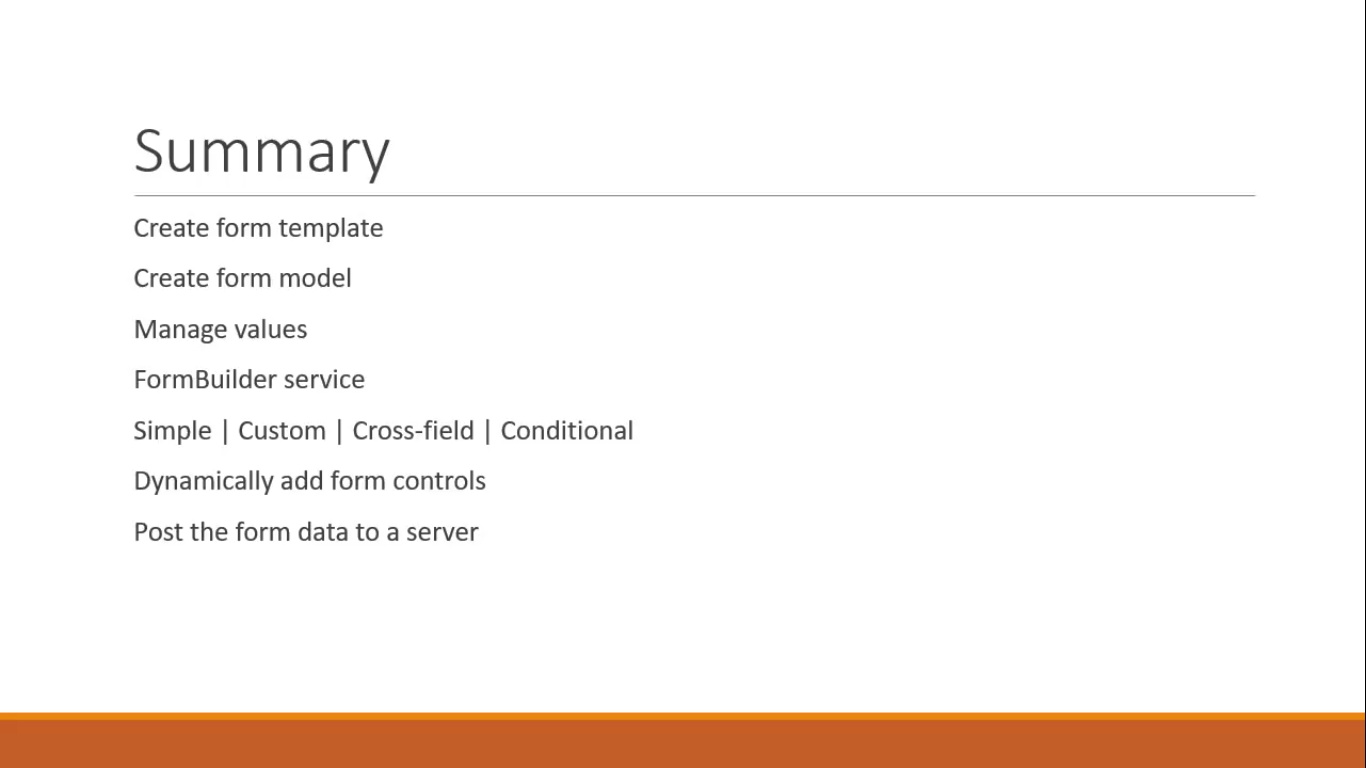 Summary
Create form template
Create form model
Manage values
FormBuilder service
Simple | Custom | Cross-field | Conditional
Dynamically add form controls
Post the form data to a server